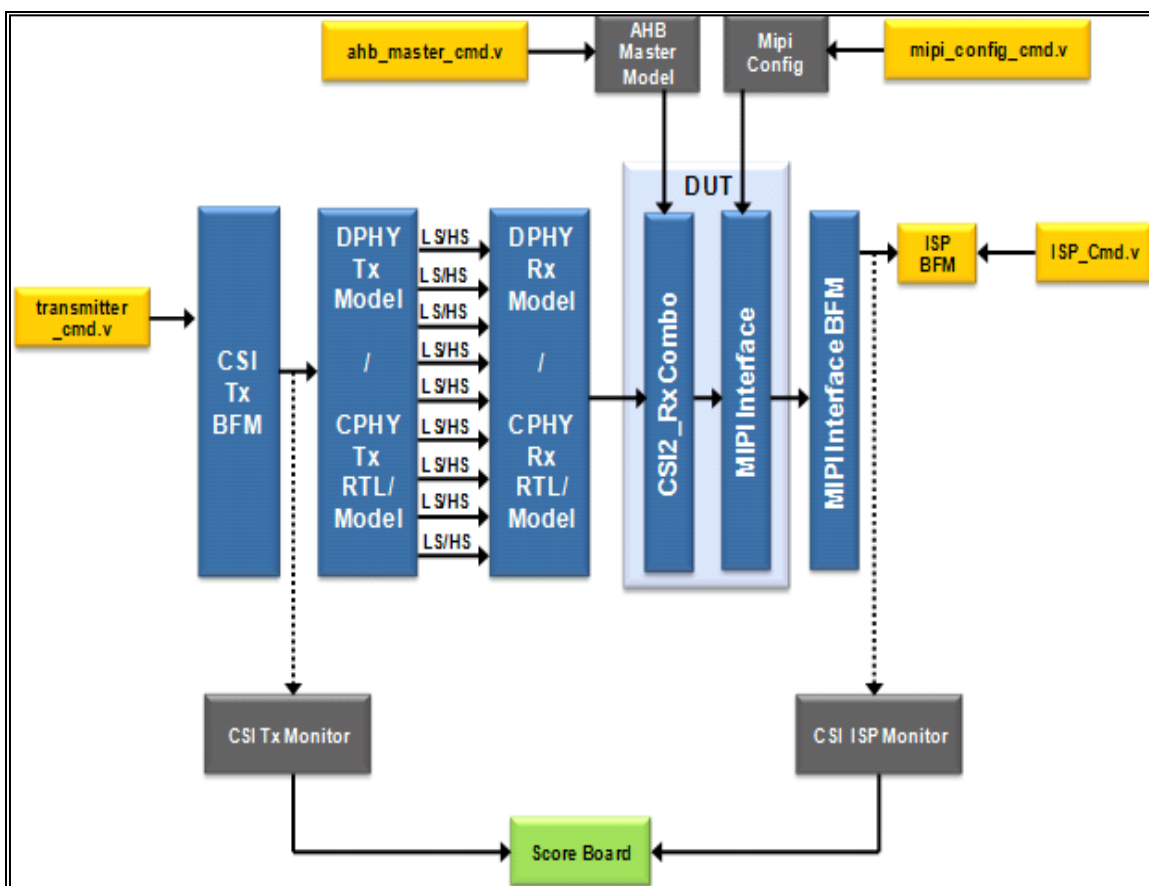 ahb_master_cmd.v
AHB
Master
Model
Mipi
Config
mipi_config_cmd.v
DUT
transmitter
_cmd.v
CSI
Tx
BFM
DPHY
Tx
Model
/
CPHY
Tx
RTL/
Model
LS/HS
LS/HS
LS/HS
LS/HS
LS/HS
LS/HS
LS/HS
LS/HS
LS/HS
DPHY
Rx
Model
/
CPHY
Rx
RTL/
Model
CSI2_Rx Combo
MIPI Interface
MIPI Interface BFM
ISP
BFM
ISP_Cmd.v
CSI Tx Monitor
CSI ISP Monitor
Score Board